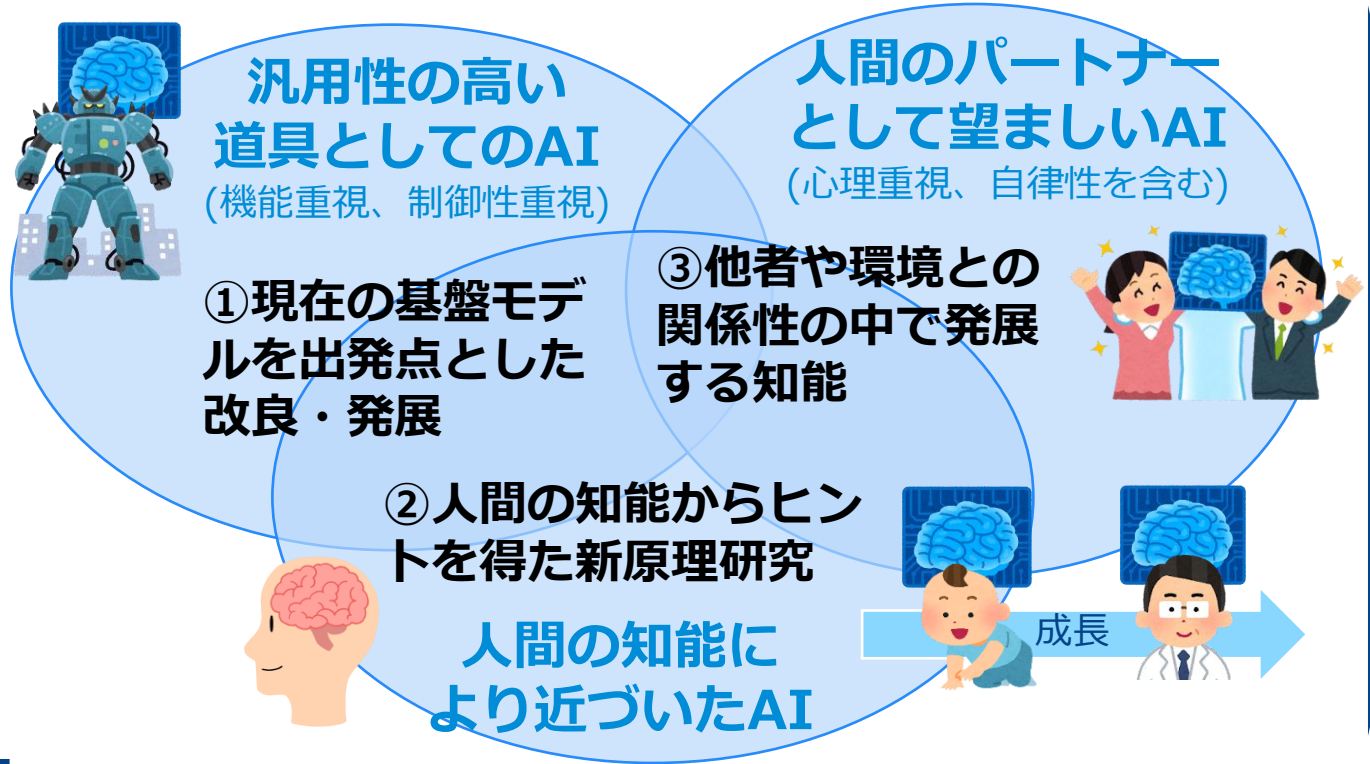 汎用性の高い
道具としてのAI
(機能重視、制御性重視)
人間のパートナー
として望ましいAI
(心理重視、自律性を含む)
①現在の基盤モデ
ルを出発点とした
改良・発展
③他者や環境との
関係性の中で発展
する知能
②人間の知能からヒン
トを得た新原理研究
人間の知能に
より近づいたAI
成長